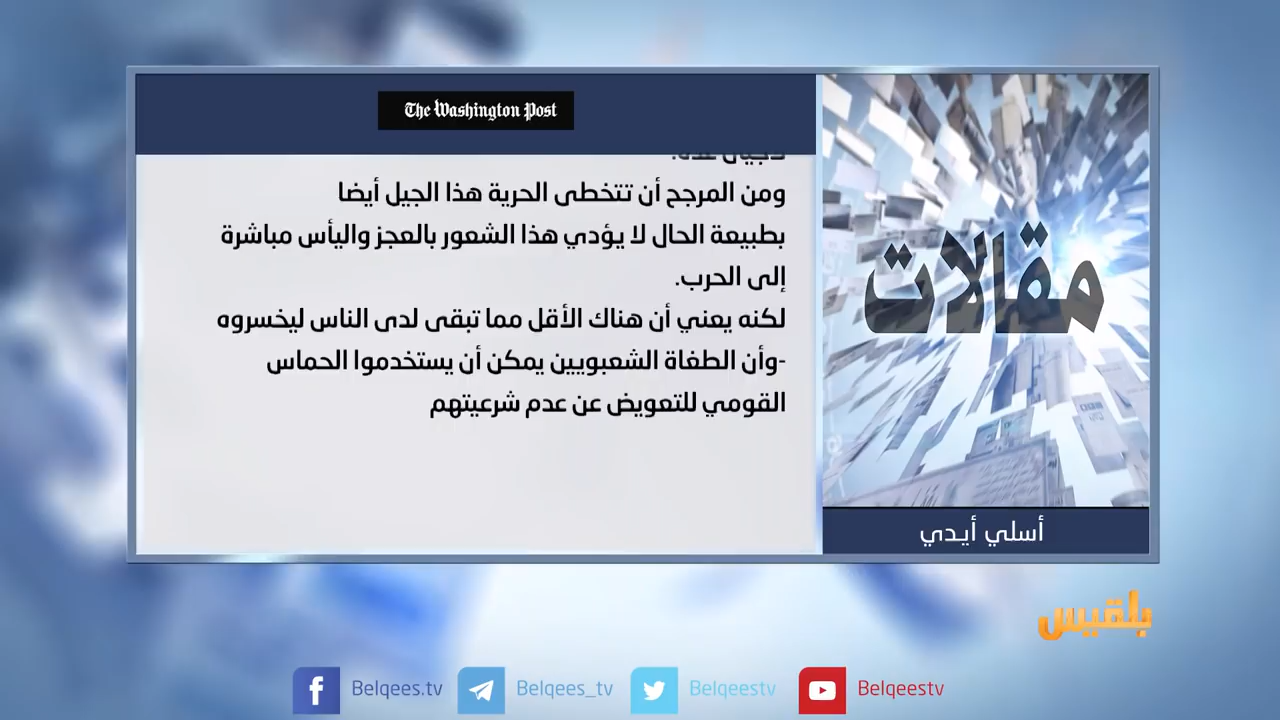 The Washington Post
ومن المرجح أن تتخطى الحرية هذا الجيل أيضا
بطبيعة الحال لا يؤدي هذا الشعور بالعجز واليأس مباشرة
إلى الحرب.
لكنه يعني أن هناك الأقل مما تبقى لدى الناس ليخسروه
-وأن الطغاة الشعبويين يمكن أن يستخدموا الحماس
القومي للتعويض عن عدم شرعيتهم
مقالات
أسلي أيدي
بلقيس
Belqees.tv
Belqees_tv
Belqeestv
Belqeestv